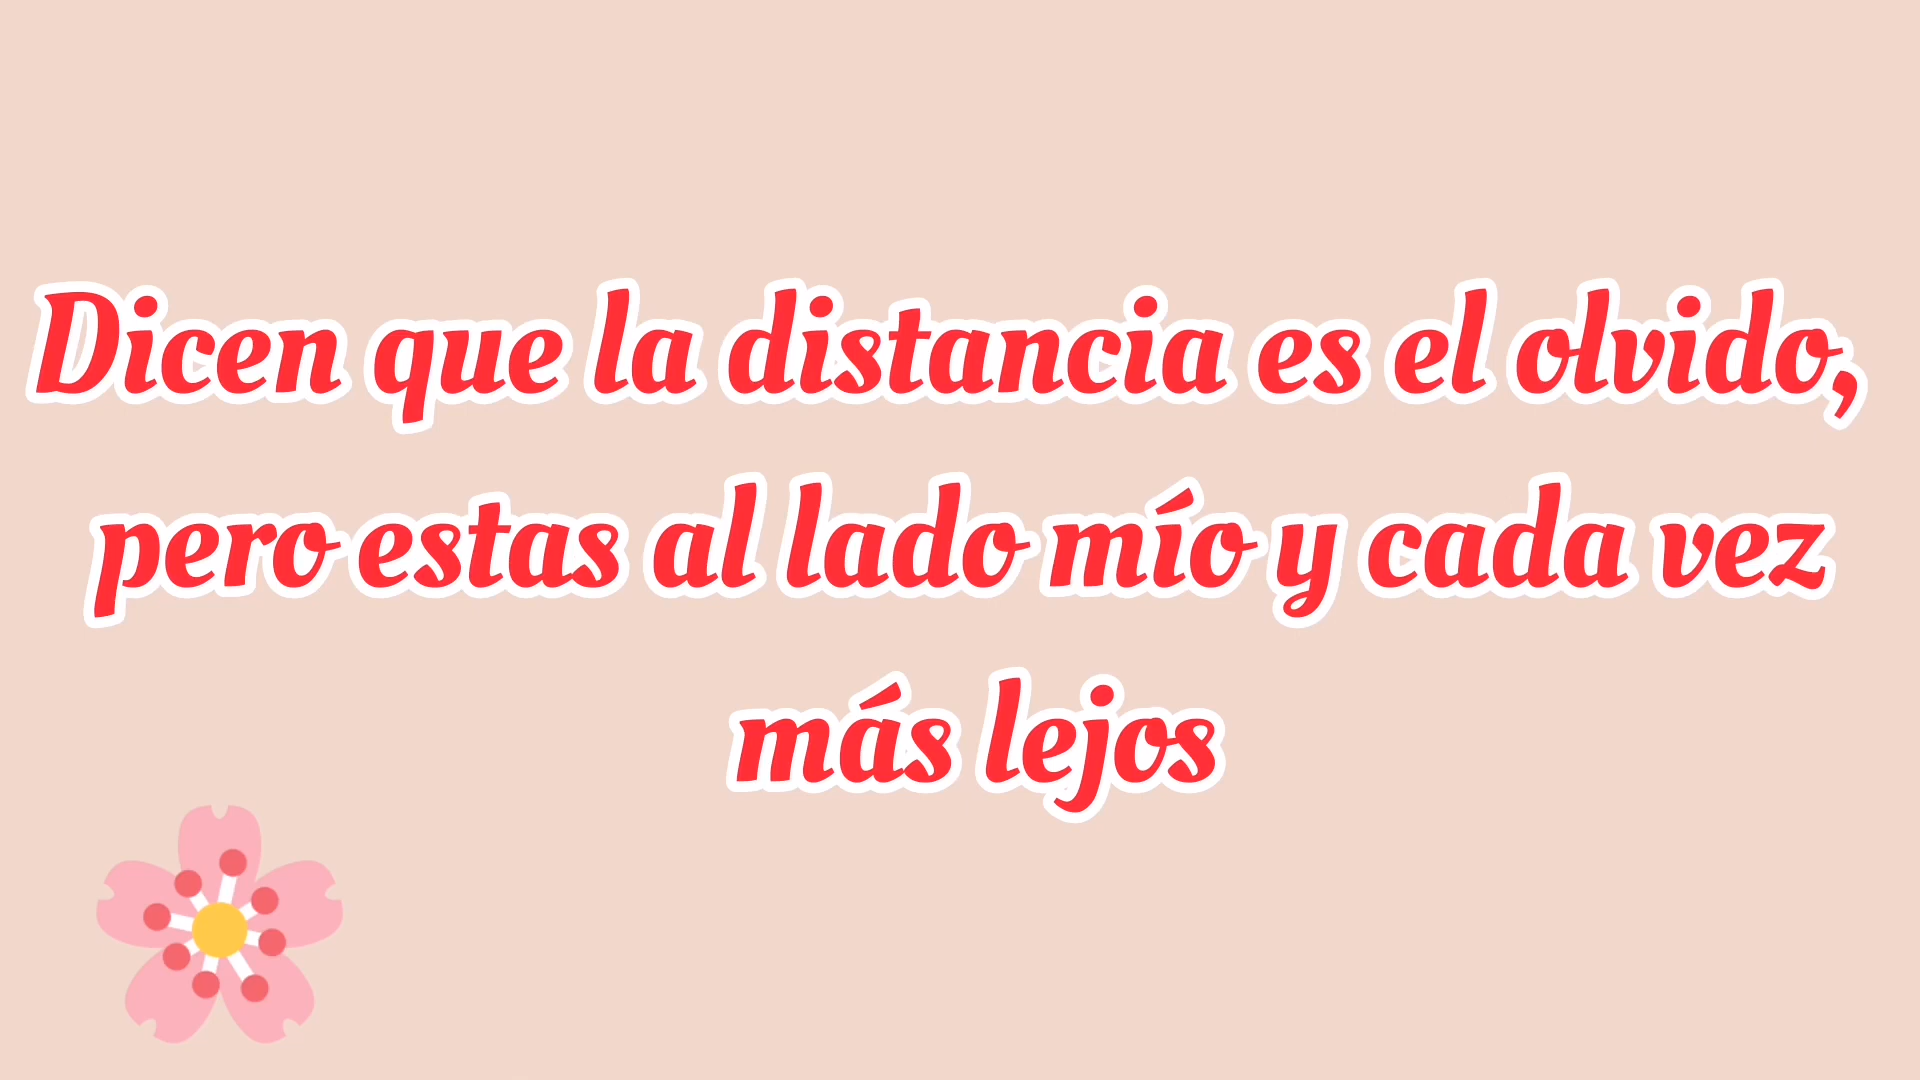 Dicen que la distancia es el olvido,
pero estas al lado mío y cada vez
más lejos